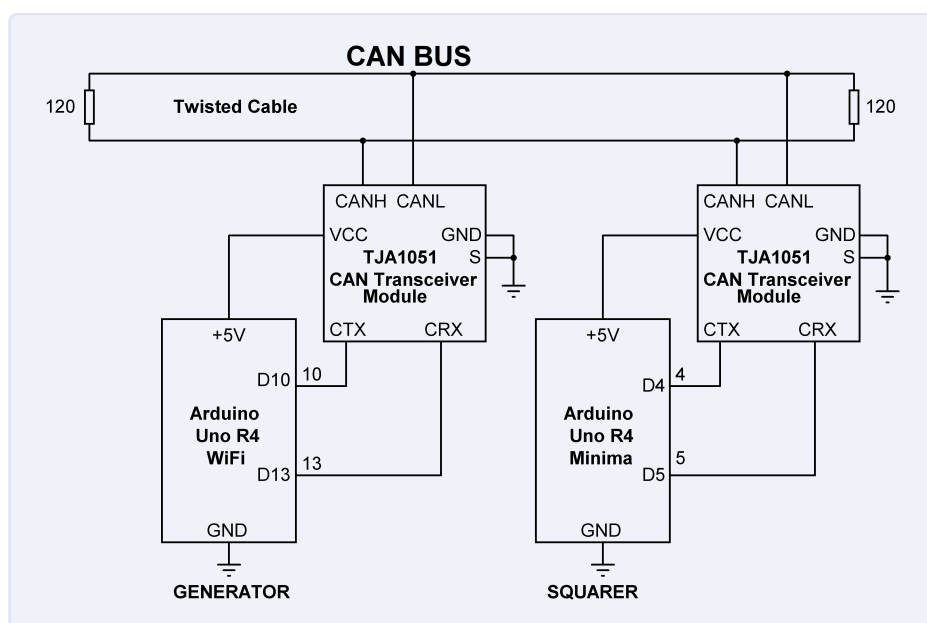 CAN BUS
120
Twisted Cable
120
CANH CANL
VCC
GND
TJA1051
S
CAN Transceiver
Module
CTX
CRX
CANH CANL
VCC
GND
TJA1051
S
CAN Transceiver
Module
CTX
CRX
+5V
D10
10
Arduino
Uno R4
WiFi
D13
13
GND
GENERATOR
+5V
D4
4
Arduino
Uno R4
Minima
D5
5
GND
SQUARER